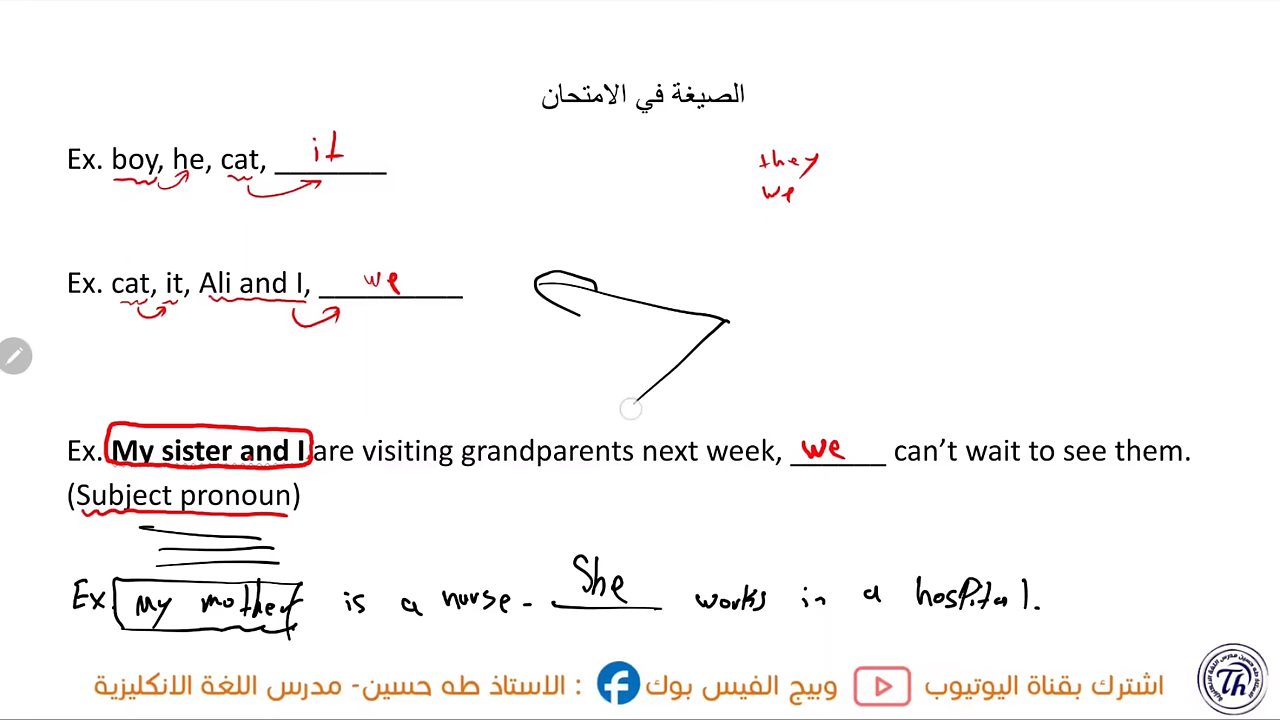 الصيغة في الامتحان
Ex. boy, he, cat, it
they
we
Ex. cat, it, Ali and I, we
Ex. My sister and I are visiting grandparents next week, we can’t wait to see them.
(Subject pronoun)
Ex. My mother is a nurse. She works in a hospital.
اشترك بقناة اليوتيوب وبيج الفيس بوك : الاستاذ طه حسين- مدرس اللغة الانكليزية
Th